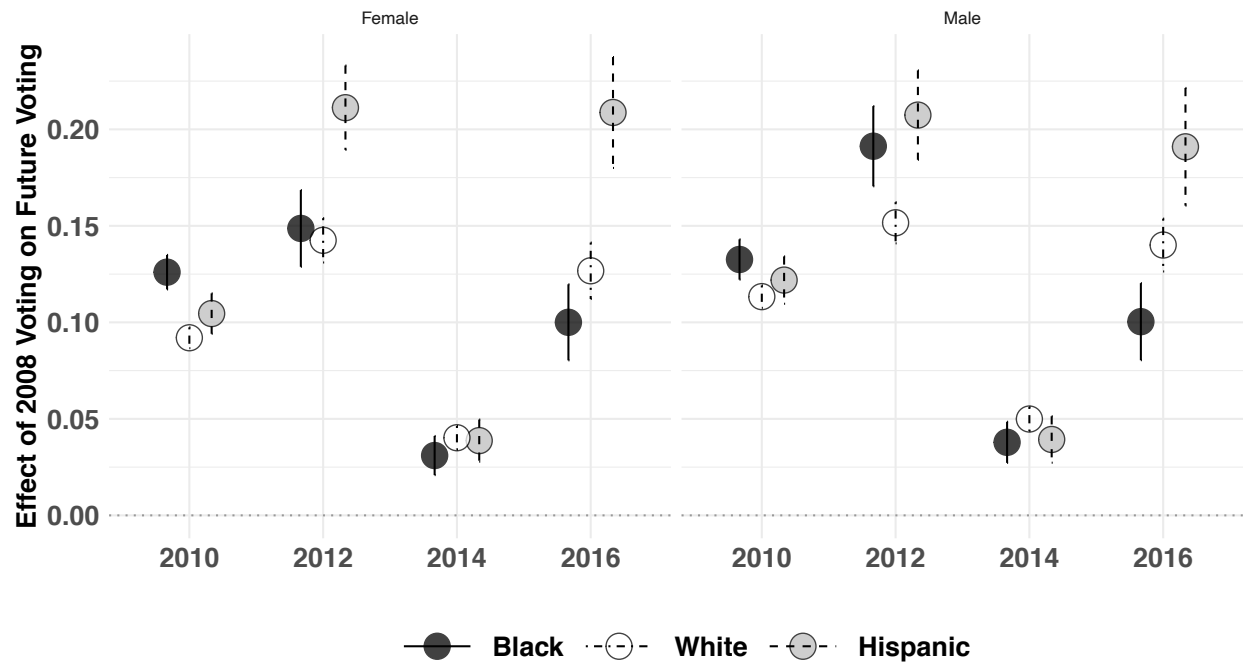 Female Male
Effect of 2008 Voting on Future Voting
0.20
0.15
0.10
0.05
0.00
2010 2012 2014 2016 2010 2012 2014 2016
Black White Hispanic